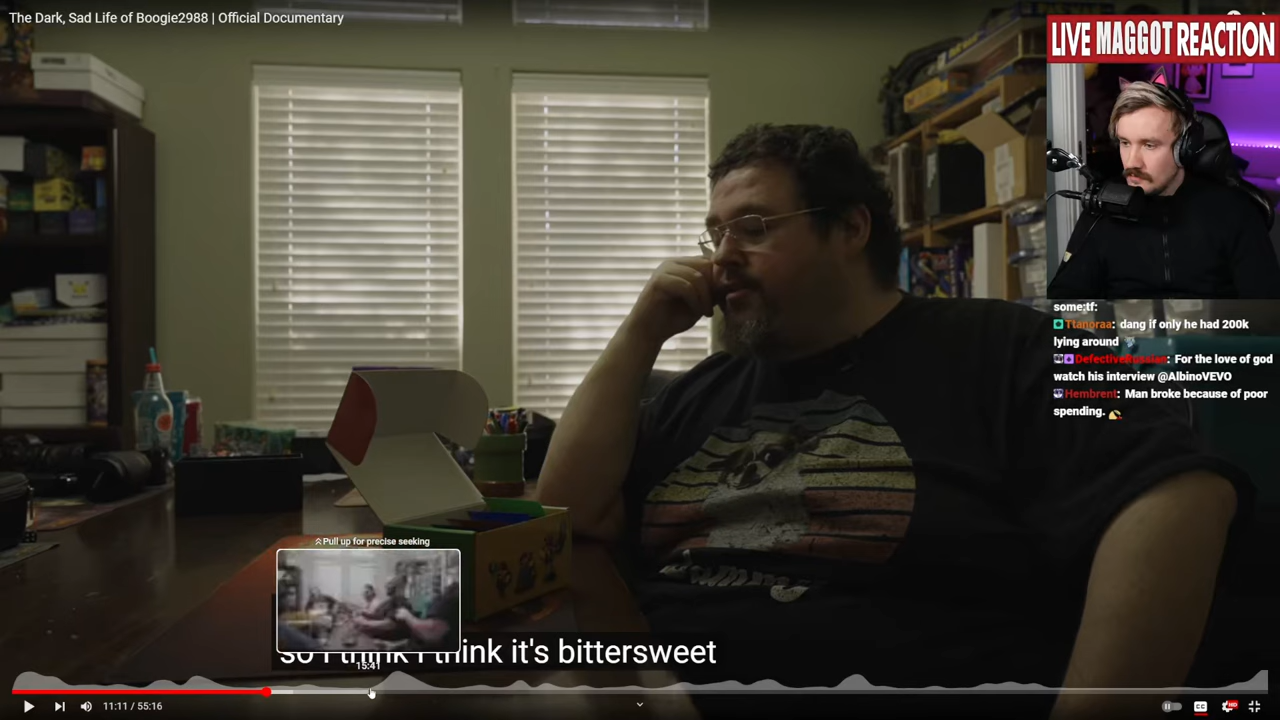 The Dark, Sad Life of Boogie2988 | Official Documentary
LIVE MAGGOT REACTION
some;tf:
Ttanoraa: dang if only he had 200k
lying around
DefectiveRussian: For the love of god
watch his interview @AlbinoVEVO
Hembrent: Man broke because of poor
spending.
Pull up for precise seeking
so I think I think it's bittersweet
15:41
11:11 / 55:16
CC
HD